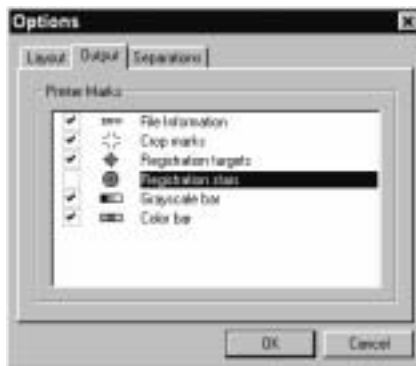 Options
Layout Output Separations
Printer Marks
File Information
Crop marks
Registration targets
Registration stars
Grayscale bar
Color bar
OK Cancel